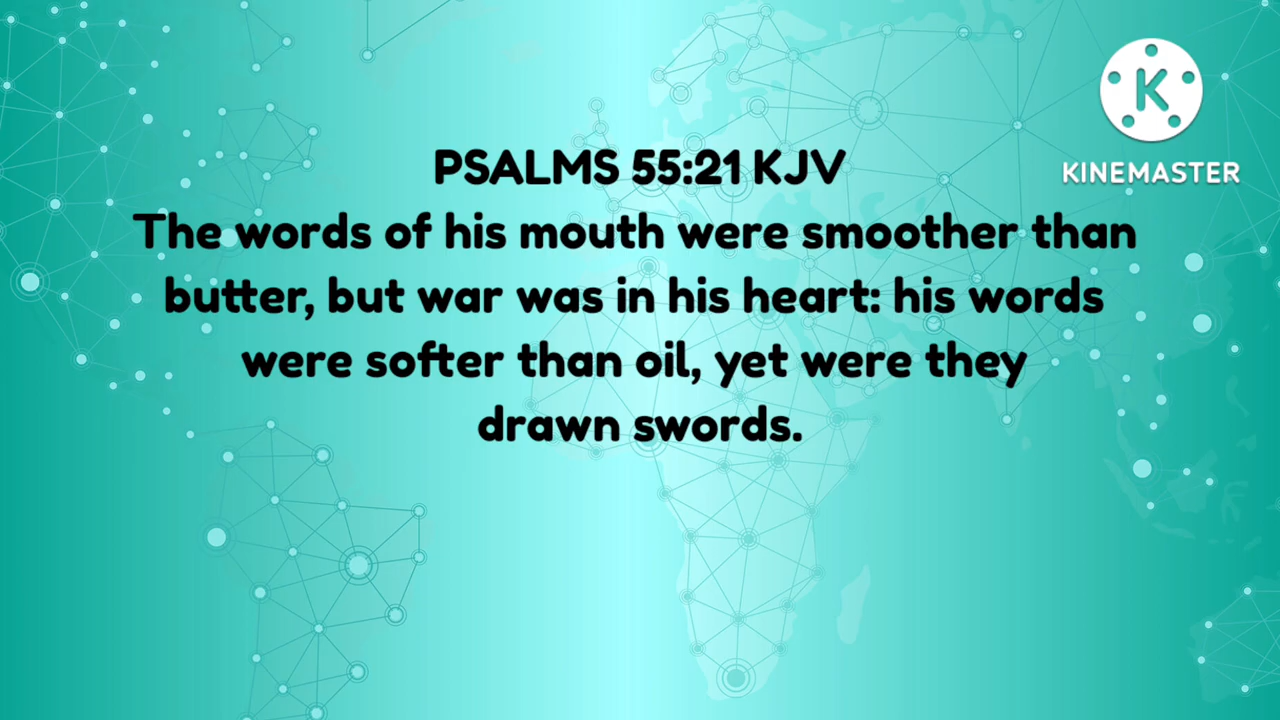 PSALMS 55:21 KJV
The words of his mouth were smoother than
butter, but war was in his heart: his words
were softer than oil, yet were they
drawn swords.
K
KINEMASTER